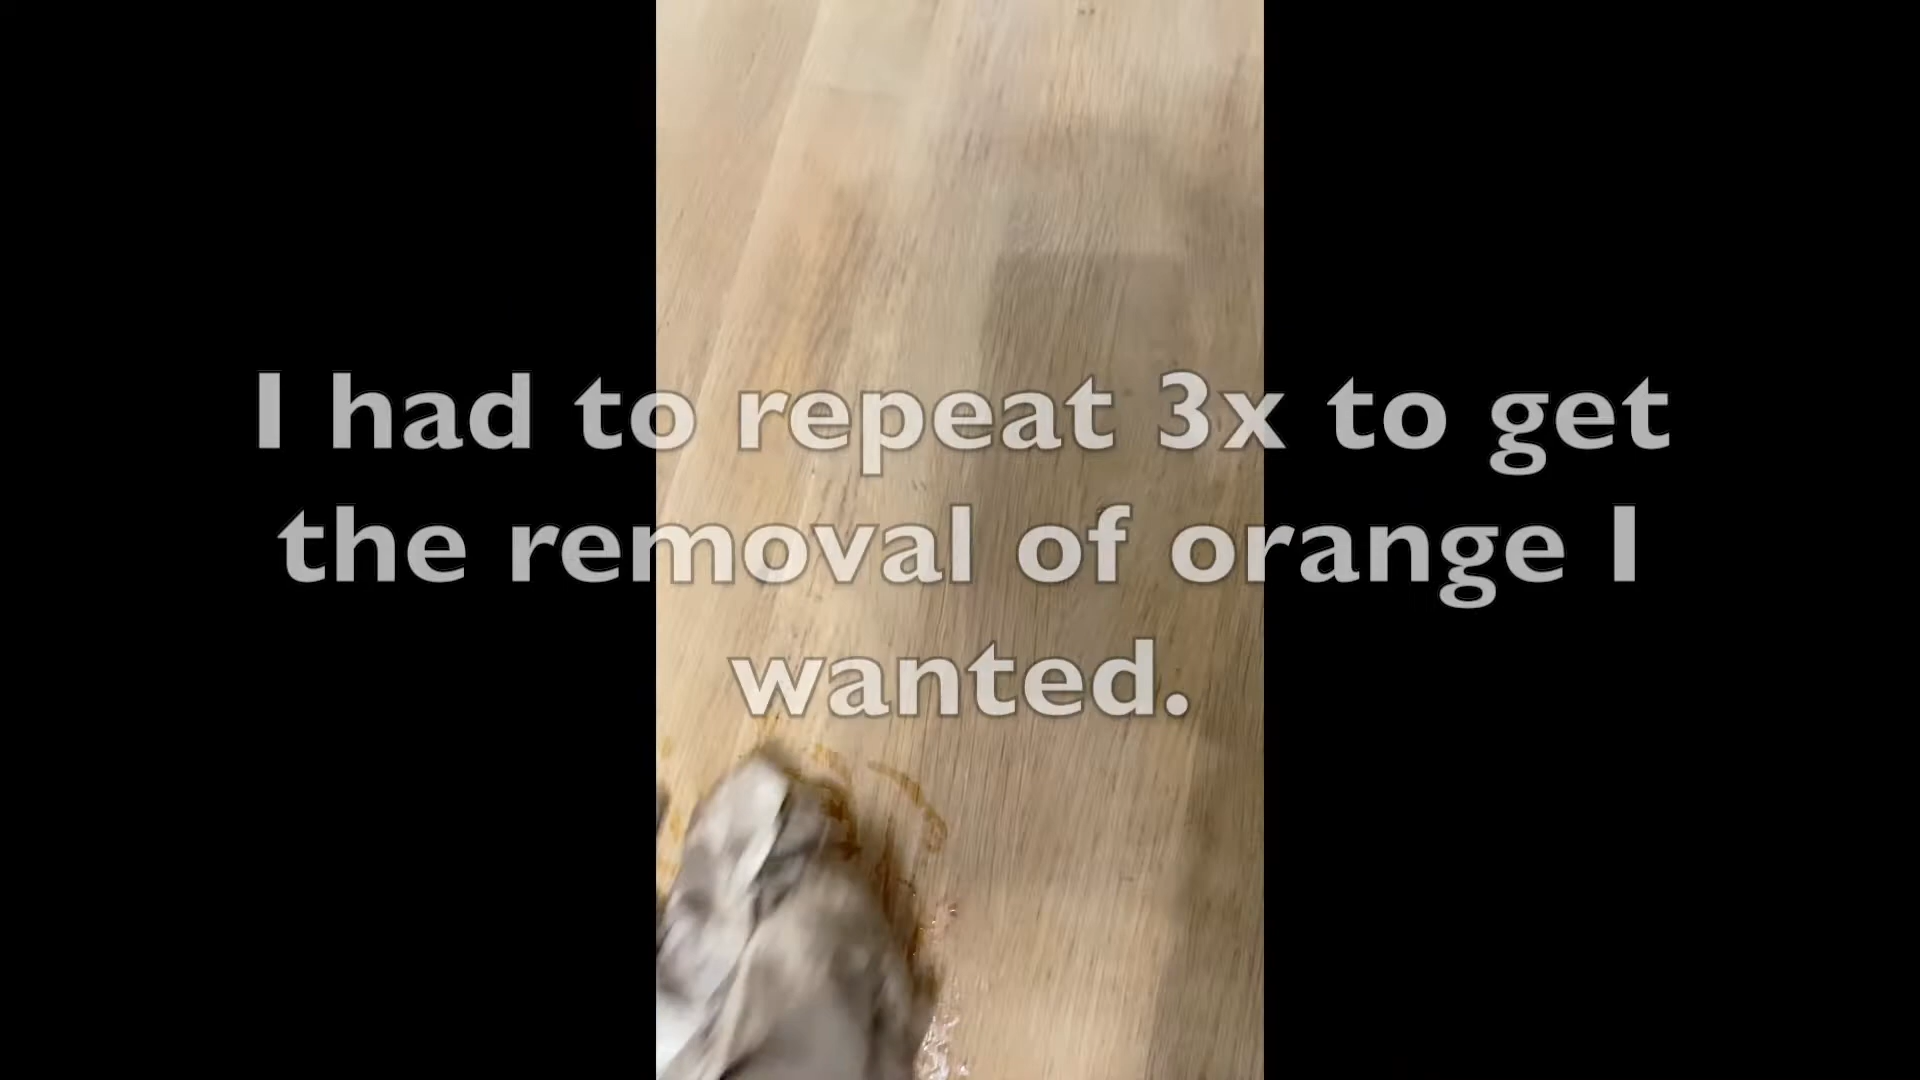 I had to repeat 3x to get
the removal of orange I
wanted.